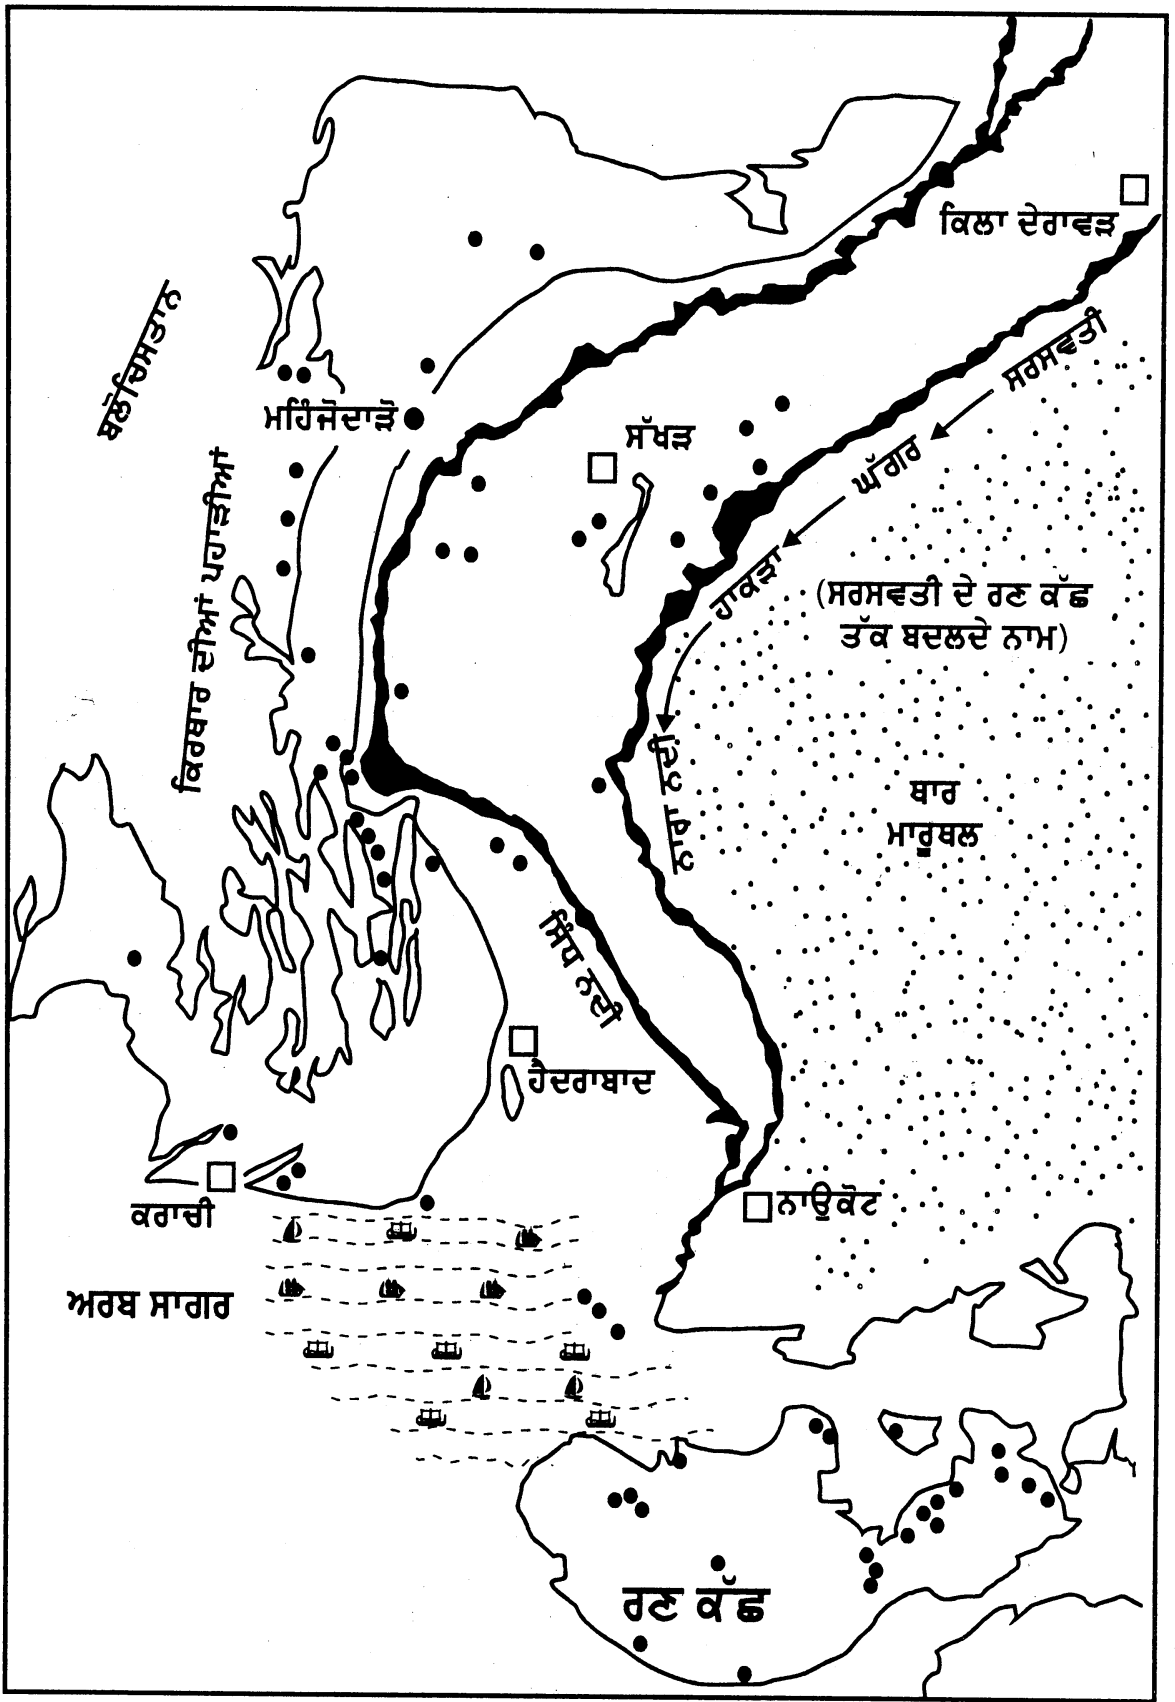 ਕਿਲਾ ਦੇਰਾਵੜ
ਬਲੋਚਿਸਤਾਨ
ਸਰਸਵਤੀ
ਮਹਿੰਜੋਦਾੜੋ
ਸੱਖੜ
ਘੱਗਰ
ਕਿਰਥਾਰ ਦੀਆਂ ਪਹਾੜੀਆਂ
ਹਾਕੜਾ
(ਸਰਸਵਤੀ ਦੇ ਰਣ ਕੱਛ
ਤੱਕ ਬਦਲਦੇ ਨਾਮ)
ਨਾਰਾ ਨਦੀ
ਥਾਰ
ਮਾਰੂਥਲ
ਸਿੰਧ ਨਦੀ
ਹੈਦਰਾਬਾਦ
ਕਰਾਚੀ
ਨਾਉਕੋਟ
ਅਰਬ ਸਾਗਰ
ਰਣ ਕੱਛ